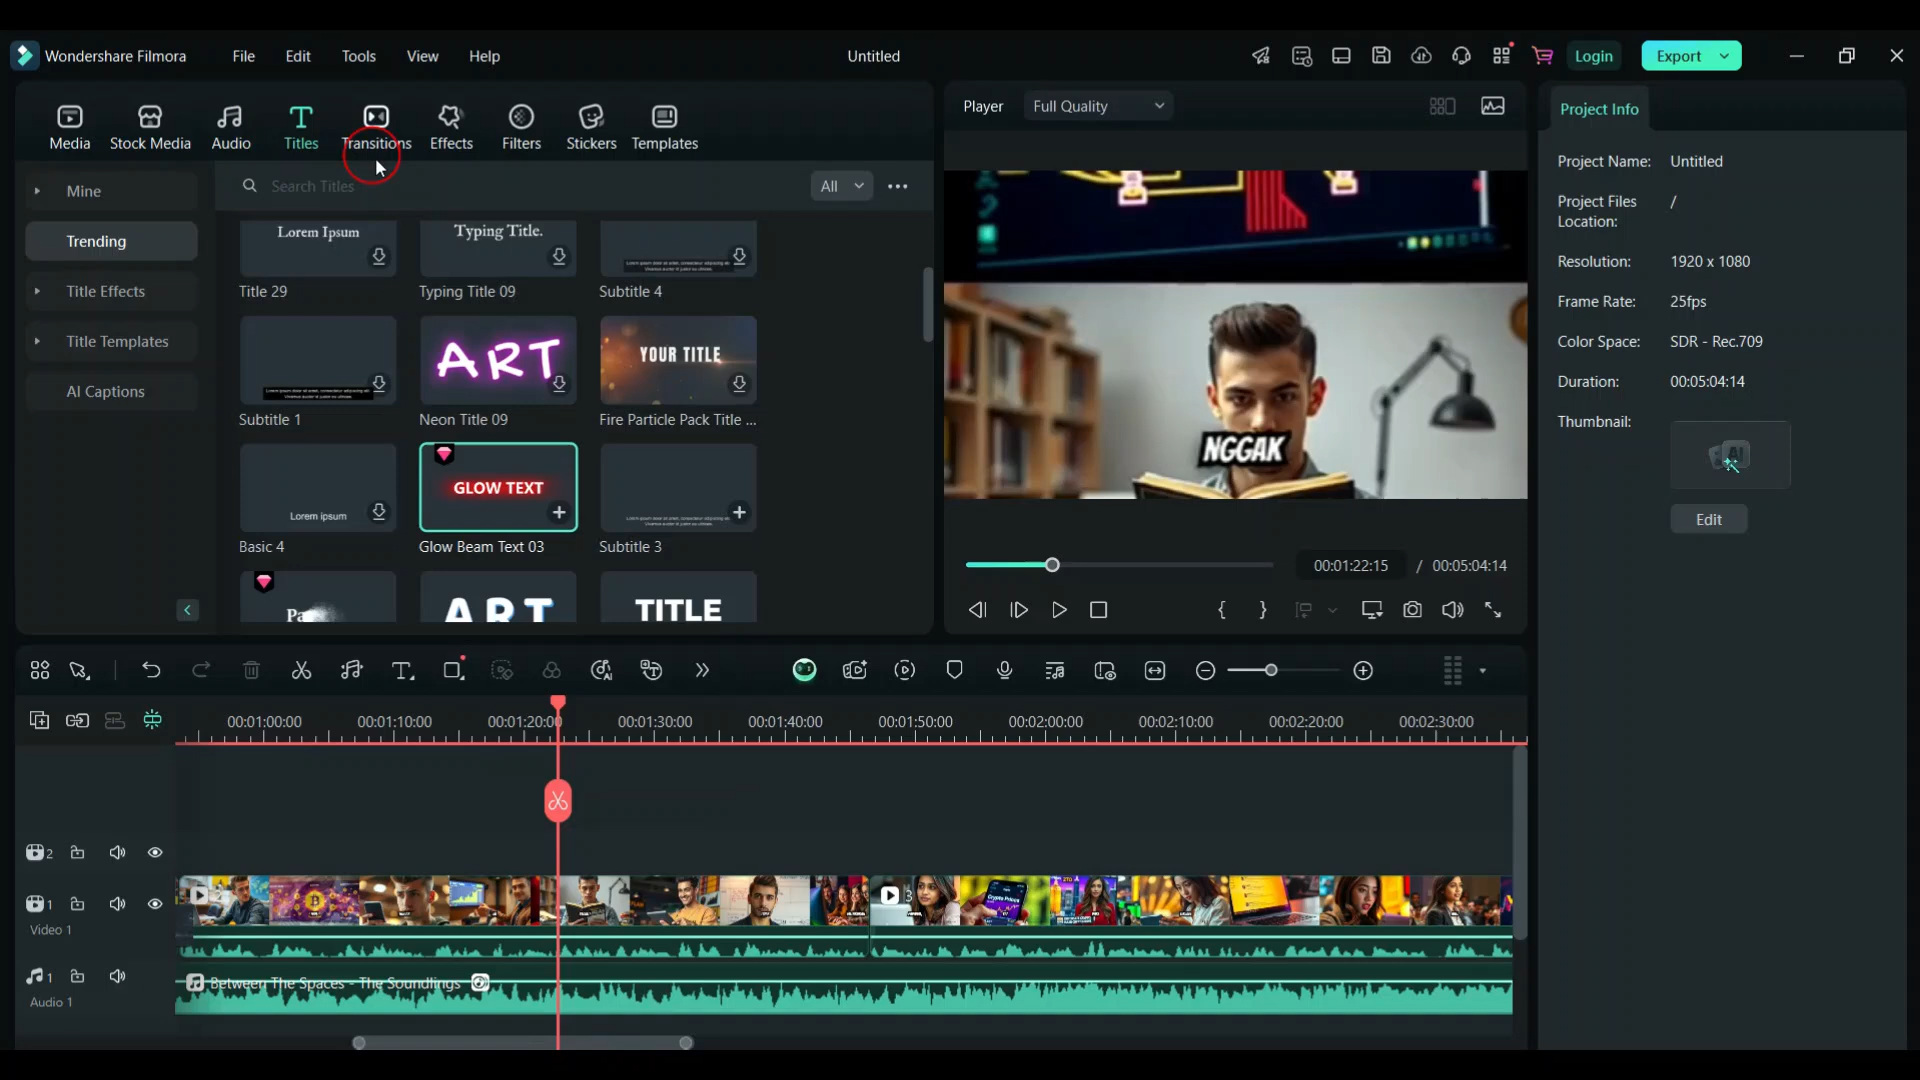 Wondershare Filmora File Edit Tools View Help Untitled Login Export
Media Stock Media Audio Titles Transitions Effects Filters Stickers Templates
Player Full Quality
Project Info
Mine
Trending
Title Effects
Title Templates
AI Captions
Search Titles All
Lorem Ipsum Typing Title.
Title 29 Typing Title 09 Subtitle 4
ART YOUR TITLE
Subtitle 1 Neon Title 09 Fire Particle Pack Title ...
Lorem ipsum GLOW TEXT
Basic 4 Glow Beam Text 03 Subtitle 3
ART TITLE
NGGAK
00:01:22:15 / 00:05:04:14
Project Name: Untitled
Project Files Location: /
Resolution: 1920 x 1080
Frame Rate: 25fps
Color Space: SDR - Rec.709
Duration: 00:05:04:14
Thumbnail:
AI
Edit
00:01:00:00 00:01:10:00 00:01:20:00 00:01:30:00 00:01:40:00 00:01:50:00 00:02:00:00 00:02:10:00 00:02:20:00 00:02:30:00
2
1
Video 1
3
1
Audio 1
Between The Spaces - The Soundlings